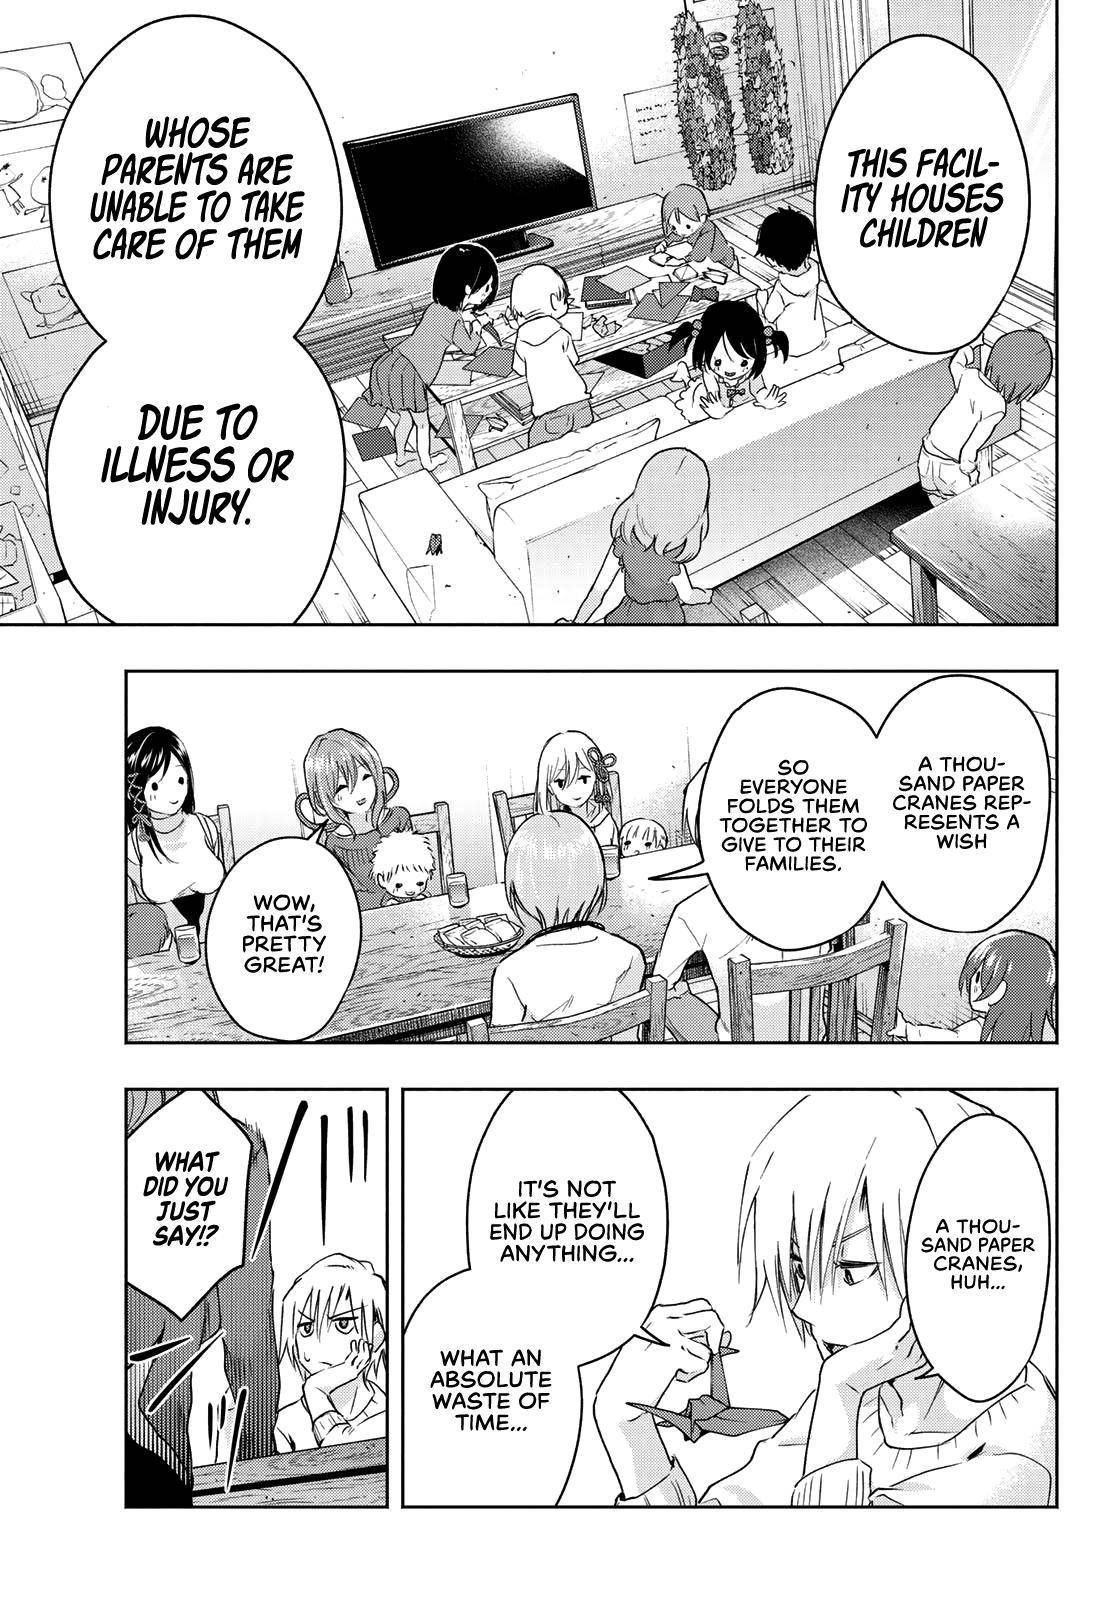 THIS FACIL-
ITY HOUSES
CHILDREN
WHOSE
PARENTS ARE
UNABLE TO TAKE
CARE OF THEM
DUE TO
ILLNESS OR
INJURY.
A THOU-
SAND PAPER
CRANES REP-
RESENTS A
WISH
SO
EVERYONE
FOLDS THEM
TOGETHER TO
GIVE TO THEIR
FAMILIES.
WOW,
THAT'S
PRETTY
GREAT!
A THOU-
SAND PAPER
CRANES,
HUH...
IT'S NOT
LIKE THEY'LL
END UP DOING
ANYTHING...
WHAT AN
ABSOLUTE
WASTE OF
TIME...
WHAT
DID YOU
JUST
SAY!?